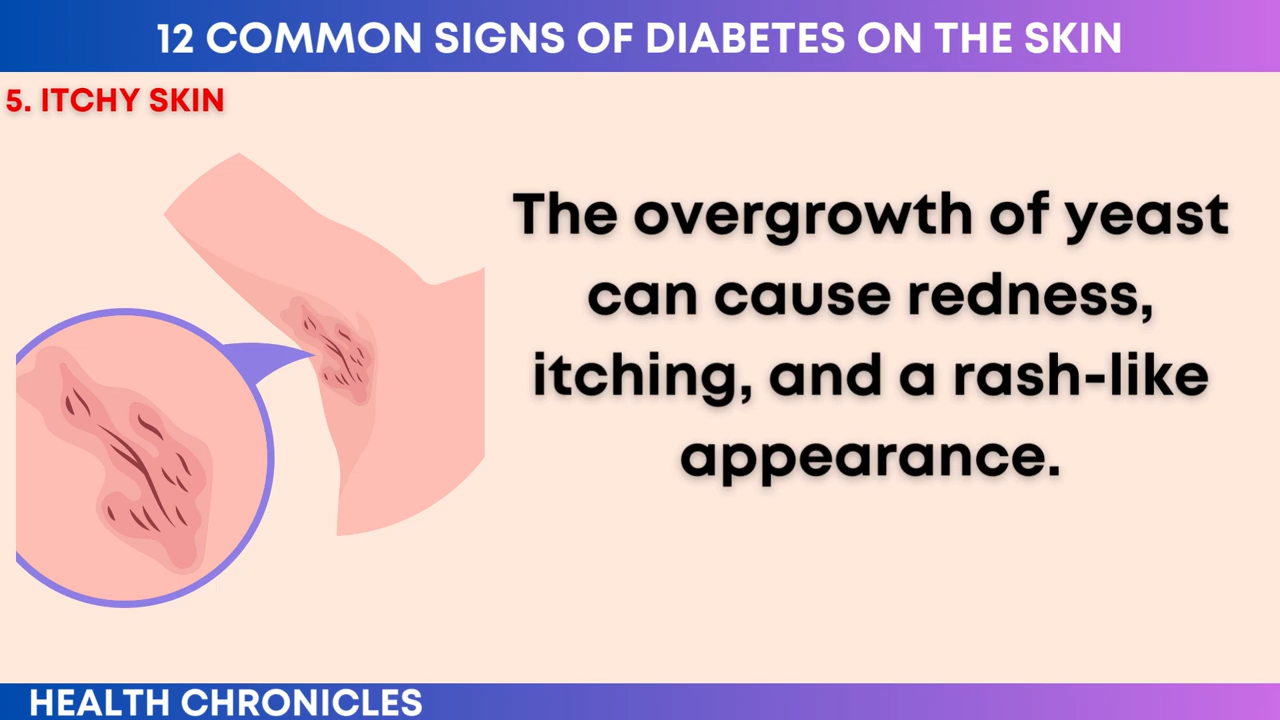 12 COMMON SIGNS OF DIABETES ON THE SKIN
5. ITCHY SKIN
The overgrowth of yeast
can cause redness,
itching, and a rash-like
appearance.
HEALTH CHRONICLES